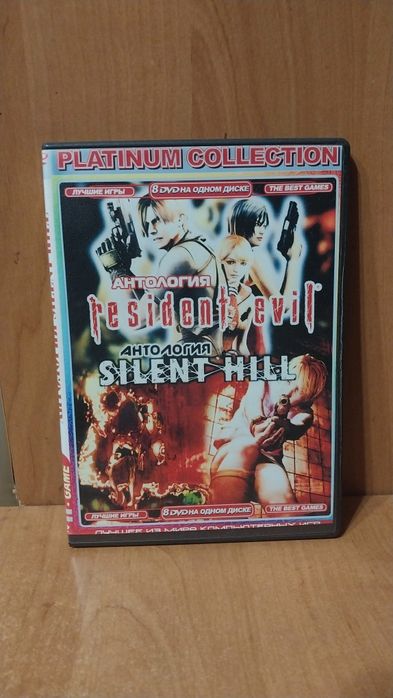 PLATINUM COLLECTION
ЛУЧШИЕ ИГРЫ 8 DVD НА ОДНОМ ДИСКЕ THE BEST GAMES
АНТОЛОГИЯ
resident evil
АНТОЛОГИЯ
SILENT HILL
ЛУЧШИЕ ИГРЫ 8 DVD НА ОДНОМ ДИСКЕ THE BEST GAMES
ЛУЧШЕЕ ИЗ МИРА КОМПЬЮТЕРНЫХ ИГР
GAME